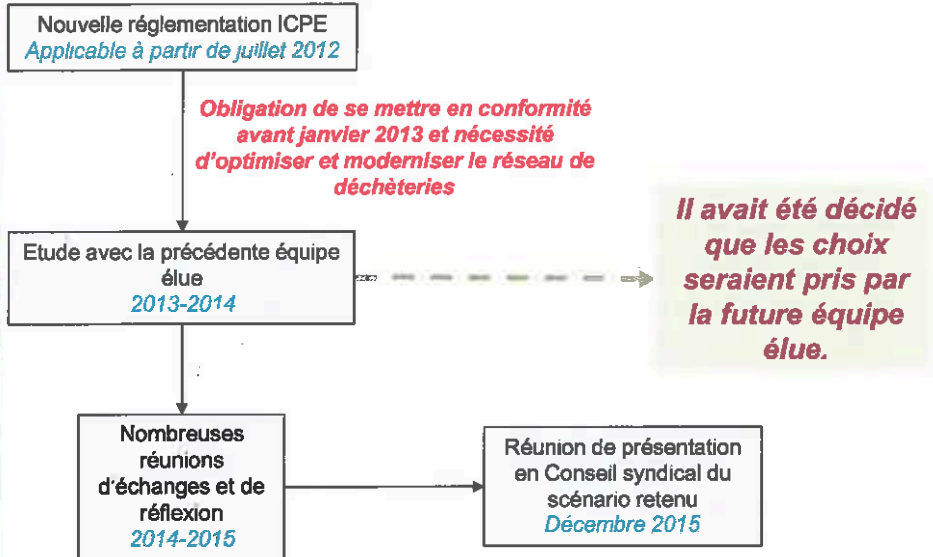 Nouvelle réglementation ICPE
Applicable à partir de juillet 2012
Obligation de se mettre en conformité
avant janvier 2013 et nécessité
d'optimiser et moderniser le réseau de
déchèteries
Etude avec la précédente équipe
élue
2013-2014
Il avait été décidé
que les choix
seraient pris par
la future équipe
élue.
Nombreuses
réunions
d'échanges et de
réflexion
2014-2015
Réunion de présentation
en Conseil syndical du
scénario retenu
Décembre 2015